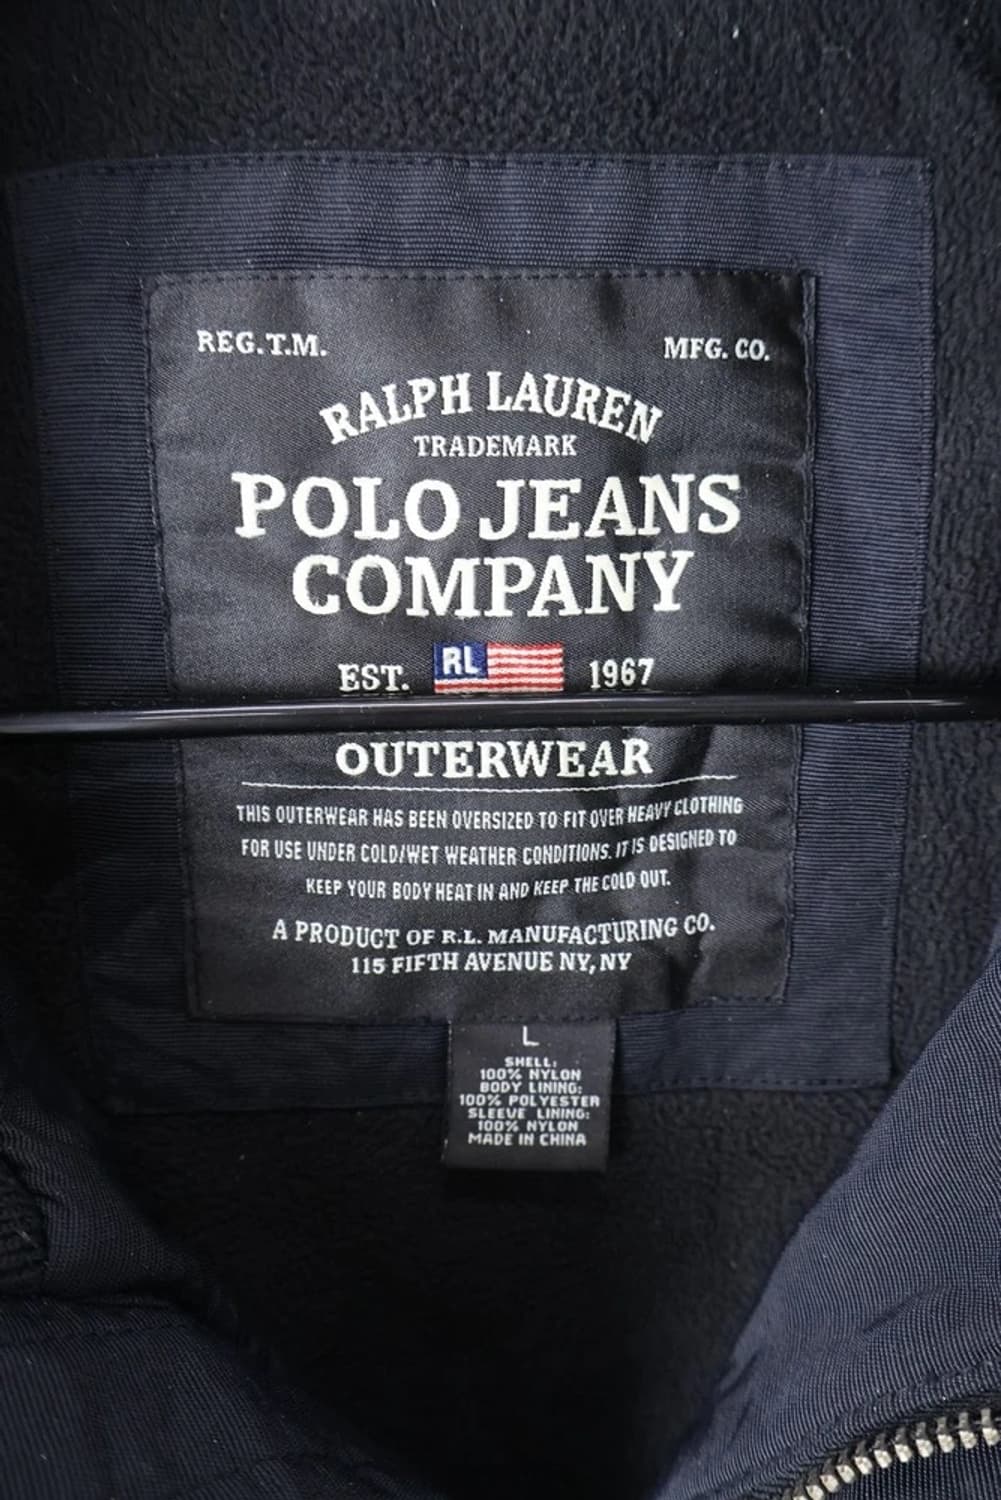 REG.T.M. MFG. CO.
RALPH LAUREN
TRADEMARK
POLO JEANS
COMPANY
EST. RL 1967
OUTERWEAR
THIS OUTERWEAR HAS BEEN OVERSIZED TO FIT OVER HEAVY CLOTHING
FOR USE UNDER COLD/WET WEATHER CONDITIONS. IT IS DESIGNED TO
KEEP YOUR BODY HEAT IN AND KEEP THE COLD OUT.
A PRODUCT OF R.L. MANUFACTURING CO.
115 FIFTH AVENUE NY, NY
L
SHELL:
100% NYLON
BODY LINING:
100% POLYESTER
SLEEVE LINING:
100% NYLON
MADE IN CHINA